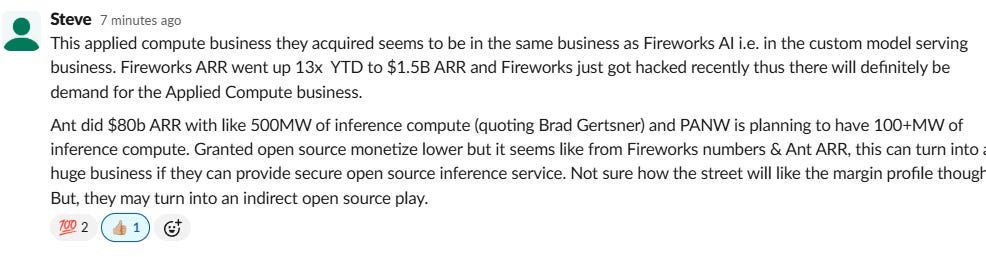 Steve 7 minutes ago
This applied compute business they acquired seems to be in the same business as Fireworks AI i.e. in the custom model serving
business. Fireworks ARR went up 13x YTD to $1.5B ARR and Fireworks just got hacked recently thus there will definitely be
demand for the Applied Compute business.
Ant did $80b ARR with like 500MW of inference compute (quoting Brad Gertsner) and PANW is planning to have 100+MW of
inference compute. Granted open source monetize lower but it seems like from Fireworks numbers & Ant ARR, this can turn into a
huge business if they can provide secure open source inference service. Not sure how the street will like the margin profile though
But, they may turn into an indirect open source play.
💯 2 👍🏼 1